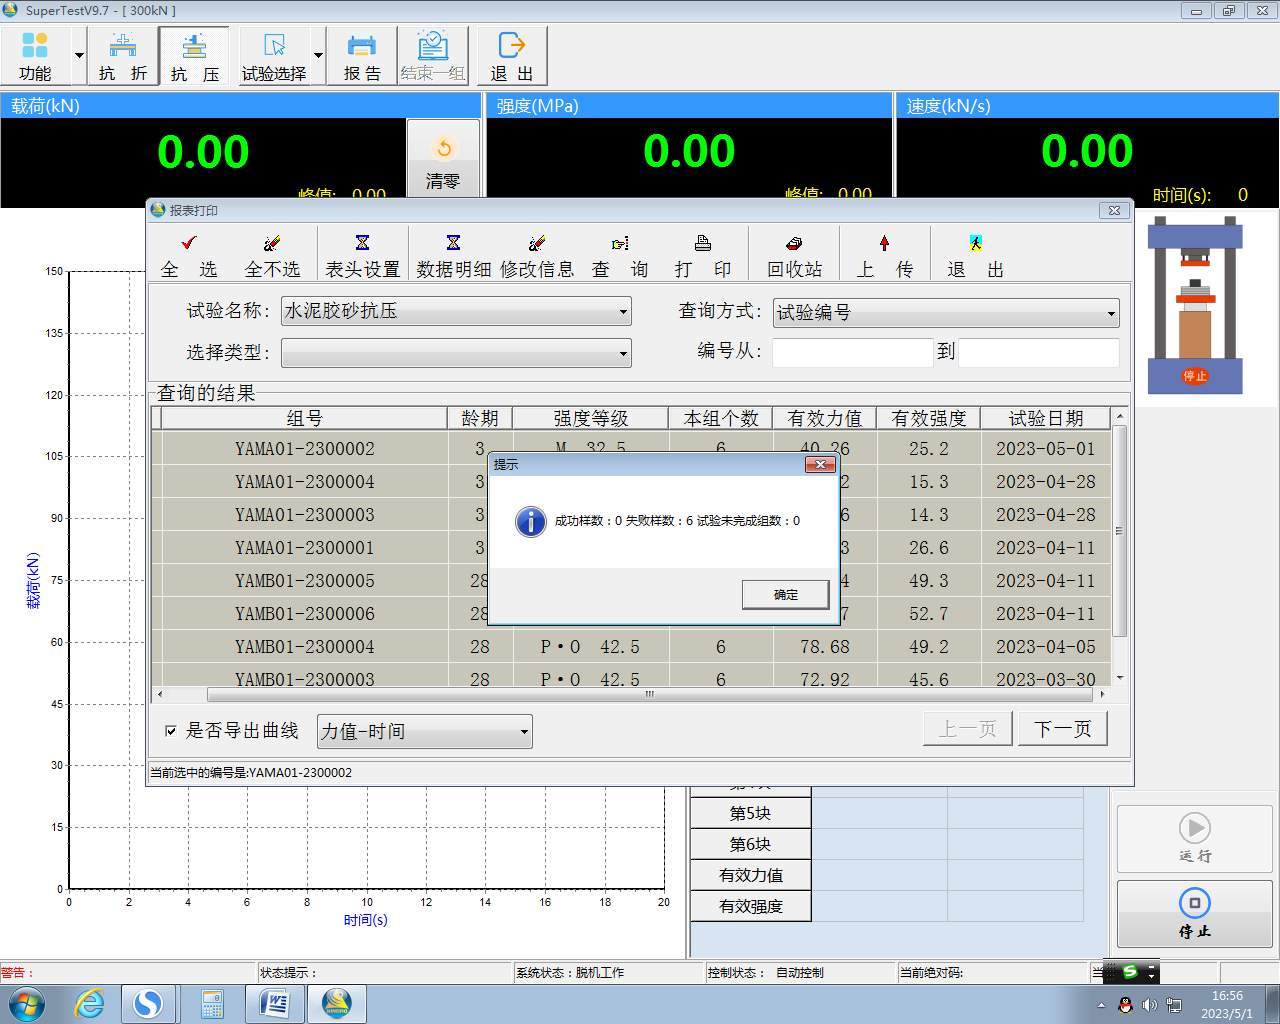 SuperTestV9.7 - [ 300kN ]
功能
抗 折
抗 压
试验选择
报 告
结束一组
退 出
载荷(kN)
强度(MPa)
速度(kN/s)
0.00
0.00
0.00
清零
峰值: 0.00
峰值: 0.00
时间(s): 0
报表打印
全 选
全不选
表头设置
数据明细
修改信息
查 询
打 印
回收站
上 传
退 出
试验名称:
水泥胶砂抗压
查询方式:
试验编号
选择类型:
编号从:
到
查询的结果
组号 龄期 强度等级 本组个数 有效力值 有效强度 试验日期
YAMA01-2300002 3 M 32.5 6 40.26 25.2 2023-05-01
YAMA01-2300004 3 2 15.3 2023-04-28
YAMA01-2300003 3 6 14.3 2023-04-28
YAMA01-2300001 3 3 26.6 2023-04-11
YAMB01-2300005 28 4 49.3 2023-04-11
YAMB01-2300006 28 7 52.7 2023-04-11
YAMB01-2300004 28 P·O 42.5 6 78.68 49.2 2023-04-05
YAMB01-2300003 28 P·O 42.5 6 72.92 45.6 2023-03-30
提示
成功样数：0 失败样数：6 试验未完成组数：0
确定
是否导出曲线
力值-时间
上一页
下一页
当前选中的编号是:YAMA01-2300002
停止
150
135
120
105
90
75
60
45
30
15
0
载荷(kN)
0 2 4 6 8 10 12 14 16 18 20
时间(s)
第5块
第6块
有效力值
有效强度
运行
停止
警告：
状态提示：
系统状态：脱机工作
控制状态： 自动控制
当前绝对码:
当
16:56
2023/5/1